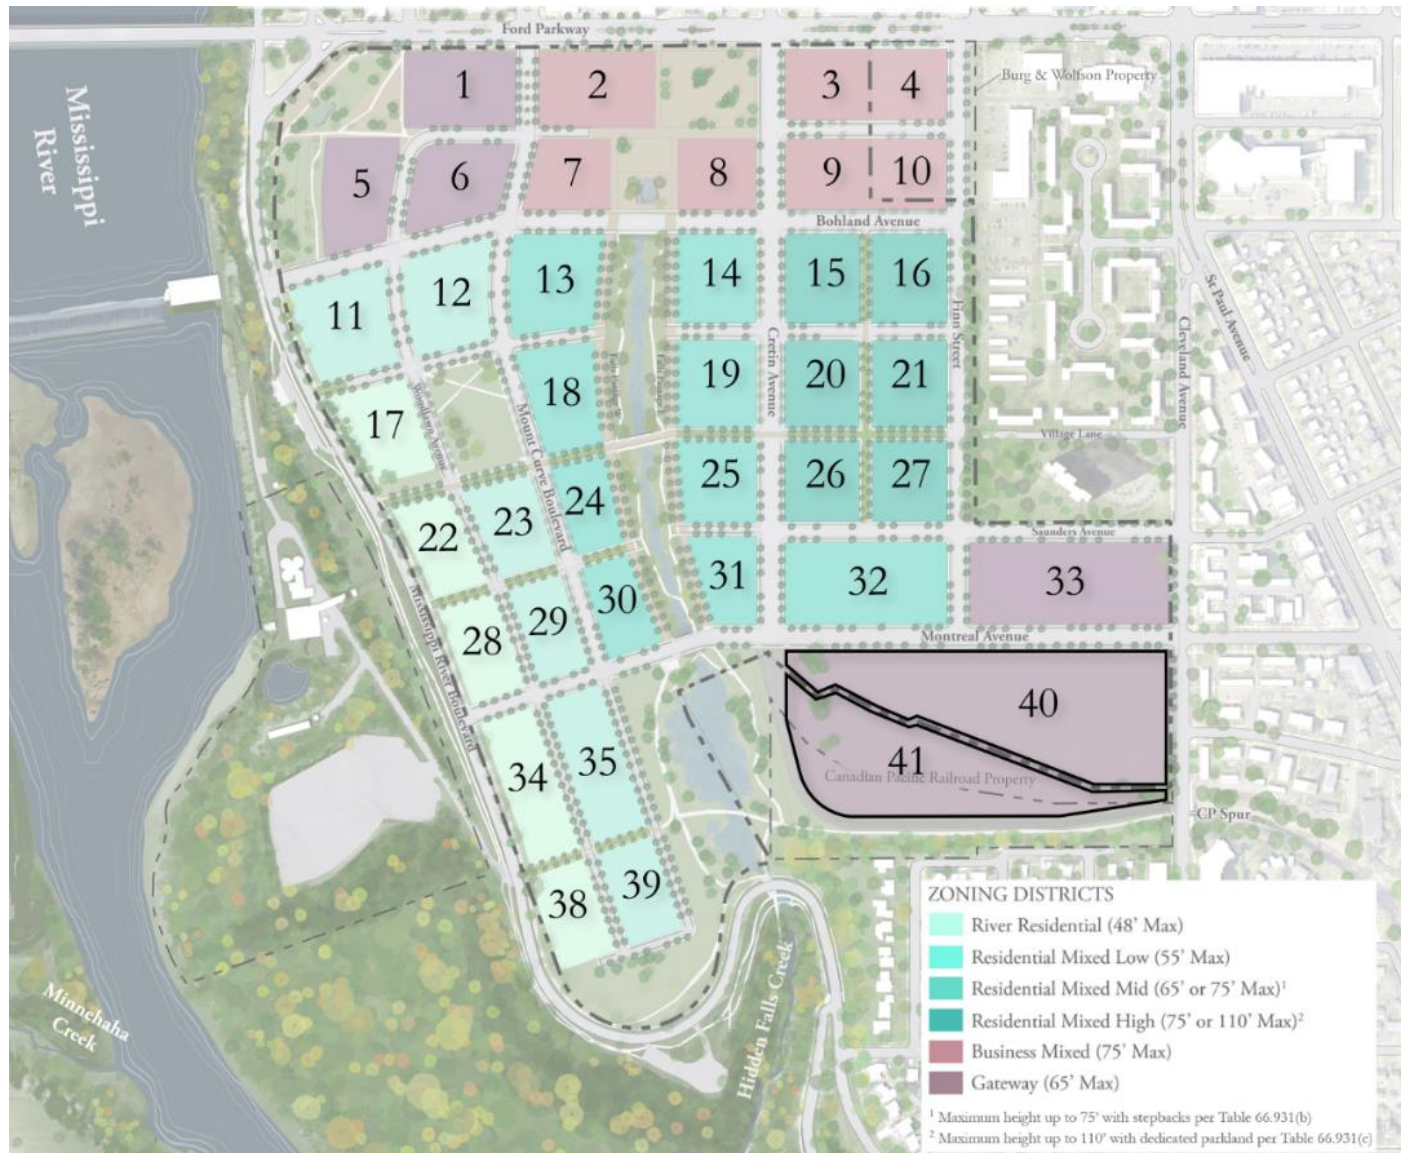 Ford Parkway
Mississippi
River
Burg & Wolfson Property
1
2
3
4
5
6
7
8
9
10
Bohland Avenue
11
12
13
14
15
16
St Paul Avenue
Finn Street
Cleveland Avenue
Cretin Avenue
17
18
19
20
21
Woodlawn Avenue
Mount Curve Boulevard
Village Lane
22
23
24
25
26
27
Saunders Avenue
28
29
30
31
32
33
Mississippi River Boulevard
Montreal Avenue
34
35
40
41
Canadian Pacific Railroad Property
CP Spur
38
39
Hidden Falls Creek
Minnehaha
Creek
ZONING DISTRICTS
River Residential (48' Max)
Residential Mixed Low (55' Max)
Residential Mixed Mid (65' or 75' Max)¹
Residential Mixed High (75' or 110' Max)²
Business Mixed (75' Max)
Gateway (65' Max)
¹ Maximum height up to 75' with stepbacks per Table 66.931(b)
² Maximum height up to 110' with dedicated parkland per Table 66.931(c)